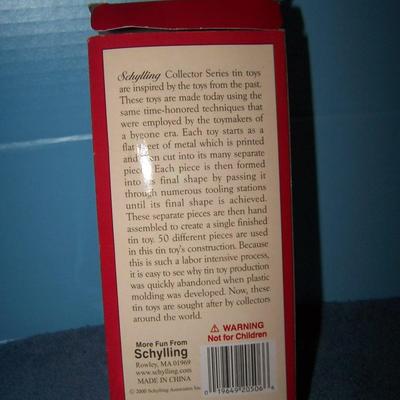 Schylling Collector Series tin toys
are inspired by the toys from the past.
These toys are made today using the
same time-honored techniques that
were employed by the toymakers of
a bygone era. Each toy starts as a
flat sheet of metal which is printed
and then cut into its many separate
pieces. Each piece is then formed
into its final shape by passing it
through numerous tooling stations
until its final shape is achieved.
These separate pieces are then hand
assembled to create a single finished
tin toy. 50 different pieces are used
in this tin toy's construction. Because
this is such a labor intensive process,
it is easy to see why tin toy production
was quickly abandoned when plastic
molding was developed. Now, these
tin toys are sought after by collectors
around the world.
⚠ WARNING
Not for Children
More Fun From
Schylling
Rowley, MA 01969
www.schylling.com
MADE IN CHINA
© 2000 Schylling Associates Inc.
0 19649 20506